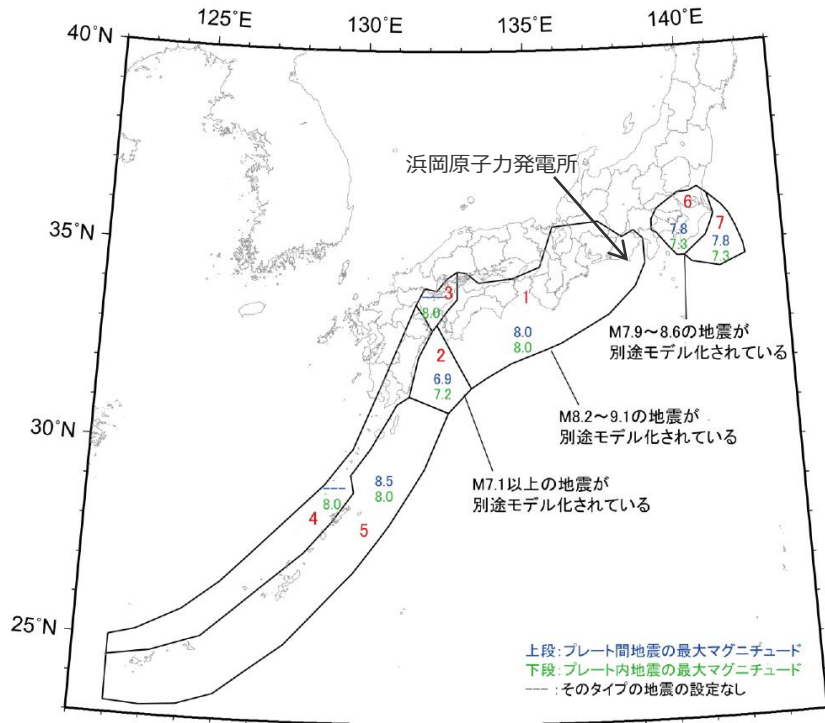 125°E
130°E
135°E
140°E
40°N
浜岡原子力発電所
35°N
6
7
7.8
7.3
7.8
7.3
3
---
8.0
1
8.0
8.0
2
6.9
7.2
M7.9～8.6の地震が
別途モデル化されている
M8.2～9.1の地震が
別途モデル化されている
30°N
M7.1以上の地震が
別途モデル化されている
---
8.0
4
8.5
8.0
5
25°N
上段:プレート間地震の最大マグニチュード
下段:プレート内地震の最大マグニチュード
---:そのタイプの地震の設定なし